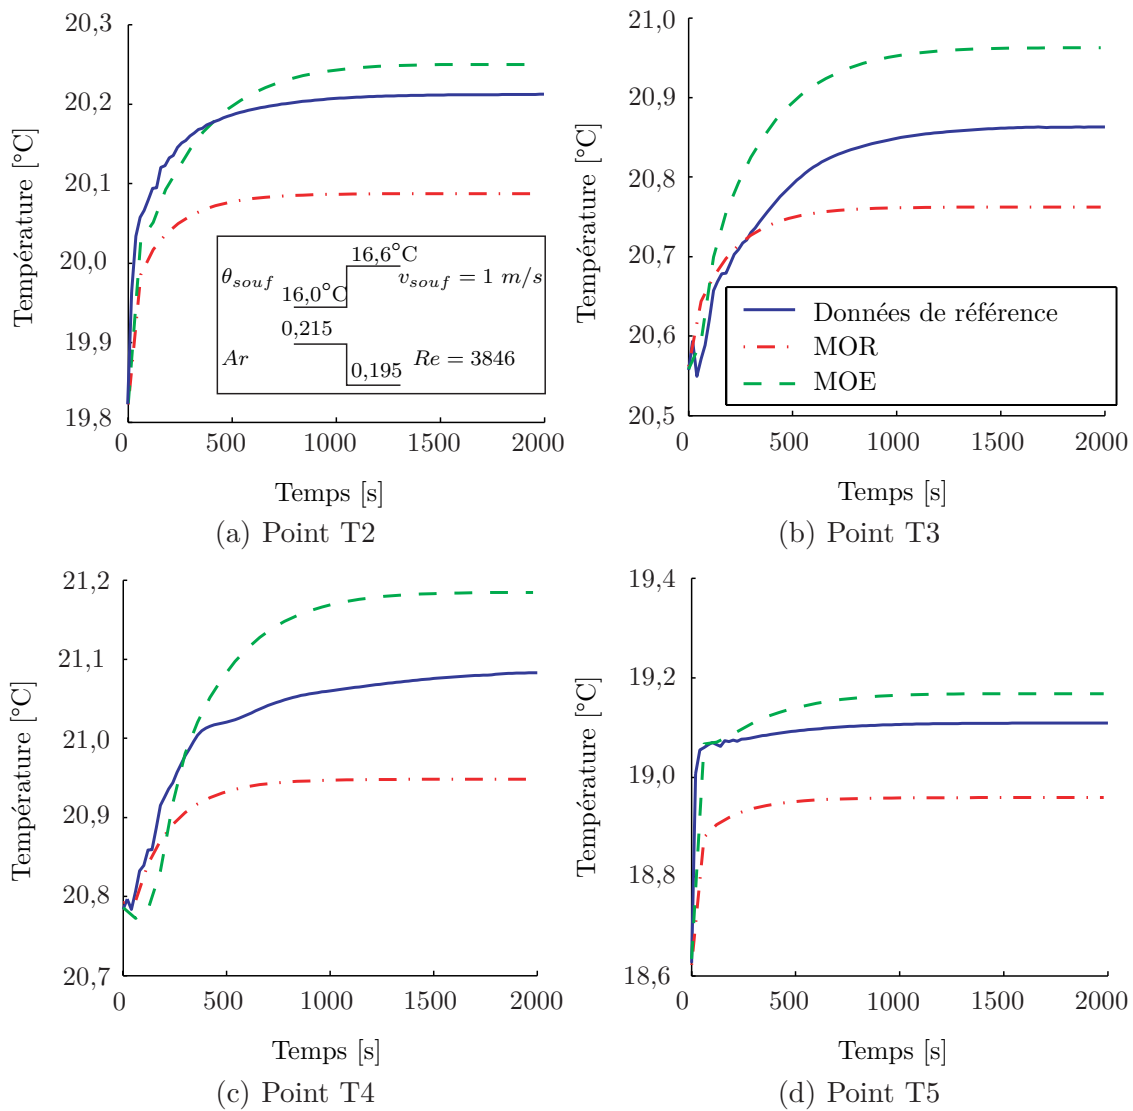 20,3
20,2
20,1
20,0
19,9
19,8
Température [°C]
0
500
1000
1500
2000
Temps [s]
θsouf
16,0°C
16,6°C
vsouf = 1 m/s
0,215
Ar
0,195
Re = 3846
(a) Point T2
21,0
20,9
20,8
20,7
20,6
20,5
Température [°C]
Données de référence
MOR
MOE
0
500
1000
1500
2000
Temps [s]
(b) Point T3
21,2
21,1
21,0
20,9
20,8
20,7
Température [°C]
0
500
1000
1500
2000
Temps [s]
(c) Point T4
19,4
19,2
19,0
18,8
18,6
Température [°C]
0
500
1000
1500
2000
Temps [s]
(d) Point T5